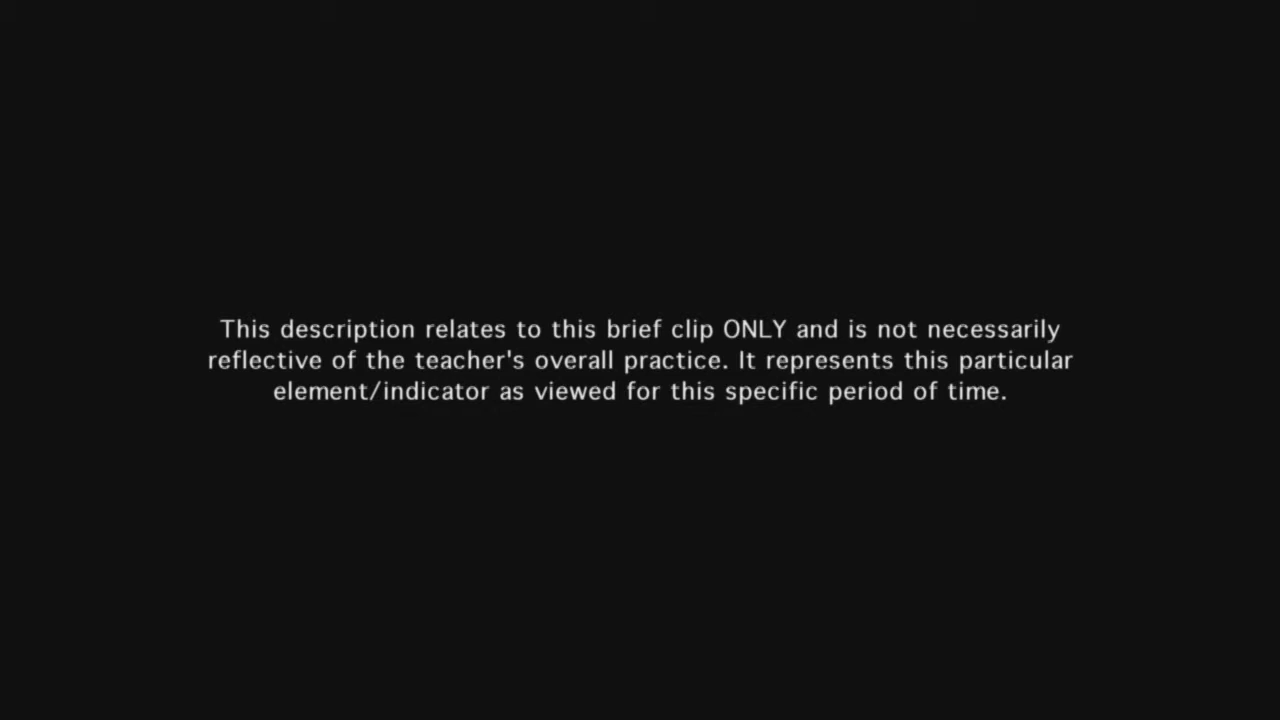 This description relates to this brief clip ONLY and is not necessarily
reflective of the teacher's overall practice. It represents this particular
element/indicator as viewed for this specific period of time.